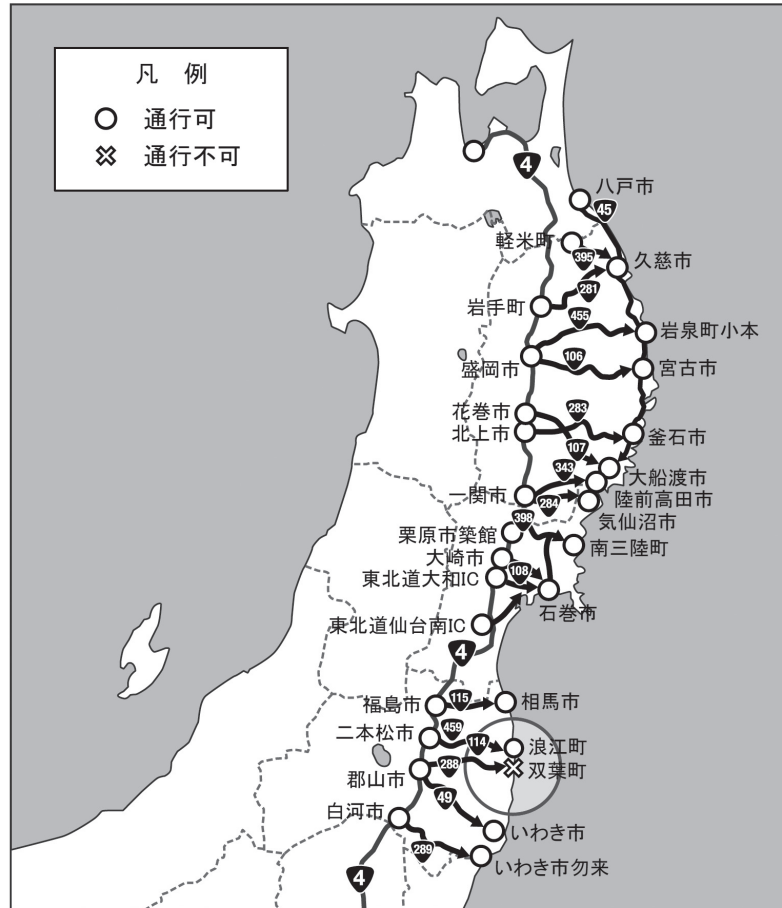 凡 例
通行可
通行不可
4
八戸市
45
軽米町
395
久慈市
281
岩手町
455
岩泉町小本
盛岡市
106
宮古市
花巻市
283
北上市
107
釜石市
343
大船渡市
一関市
284
陸前高田市
398
気仙沼市
栗原市築館
南三陸町
大崎市
108
東北道大和IC
石巻市
東北道仙台南IC
4
福島市
115
相馬市
二本松市
459
114
浪江町
288
双葉町
郡山市
49
白河市
いわき市
289
いわき市勿来
4